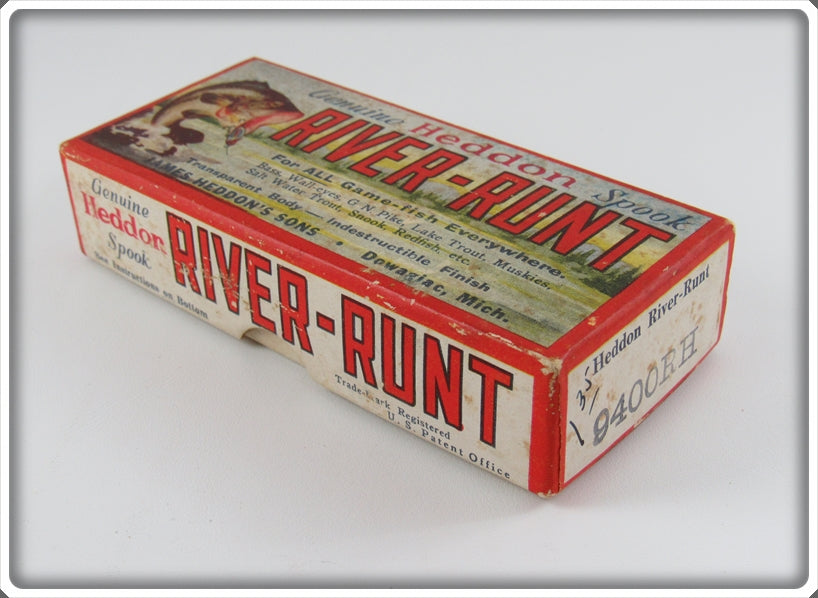 Genuine Heddon Spook
RIVER-RUNT
For ALL Game-fish Everywhere.
Bass, Wall-eyes, G. N. Pike, Lake Trout, Muskies,
Salt Water Trout, Snook, Redfish, etc.
Transparent Body — Indestructible Finish
JAMES HEDDON'S SONS • Dowagiac, Mich.
Genuine
Heddon
Spook
RIVER-RUNT
See Instructions on Bottom
Trade-Mark Registered
U. S. Patent Office
Heddon River-Runt
9400RH